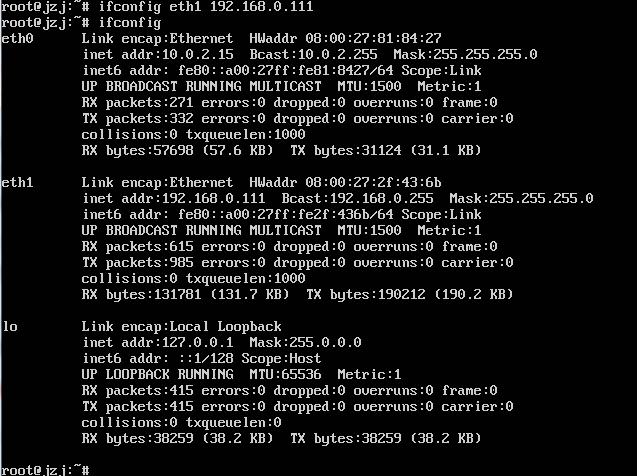 root@jzj:~# ifconfig eth1 192.168.0.111
root@jzj:~# ifconfig
eth0      Link encap:Ethernet  HWaddr 08:00:27:81:84:27
          inet addr:10.0.2.15  Bcast:10.0.2.255  Mask:255.255.255.0
          inet6 addr: fe80::a00:27ff:fe81:8427/64 Scope:Link
          UP BROADCAST RUNNING MULTICAST  MTU:1500  Metric:1
          RX packets:271 errors:0 dropped:0 overruns:0 frame:0
          TX packets:332 errors:0 dropped:0 overruns:0 carrier:0
          collisions:0 txqueuelen:1000
          RX bytes:57698 (57.6 KB)  TX bytes:31124 (31.1 KB)
eth1      Link encap:Ethernet  HWaddr 08:00:27:2f:43:6b
          inet addr:192.168.0.111  Bcast:192.168.0.255  Mask:255.255.255.0
          inet6 addr: fe80::a00:27ff:fe2f:436b/64 Scope:Link
          UP BROADCAST RUNNING MULTICAST  MTU:1500  Metric:1
          RX packets:615 errors:0 dropped:0 overruns:0 frame:0
          TX packets:985 errors:0 dropped:0 overruns:0 carrier:0
          collisions:0 txqueuelen:1000
          RX bytes:131781 (131.7 KB)  TX bytes:190212 (190.2 KB)
lo        Link encap:Local Loopback
          inet addr:127.0.0.1  Mask:255.0.0.0
          inet6 addr: ::1/128 Scope:Host
          UP LOOPBACK RUNNING  MTU:65536  Metric:1
          RX packets:415 errors:0 dropped:0 overruns:0 frame:0
          TX packets:415 errors:0 dropped:0 overruns:0 carrier:0
          collisions:0 txqueuelen:0
          RX bytes:38259 (38.2 KB)  TX bytes:38259 (38.2 KB)
root@jzj:~#